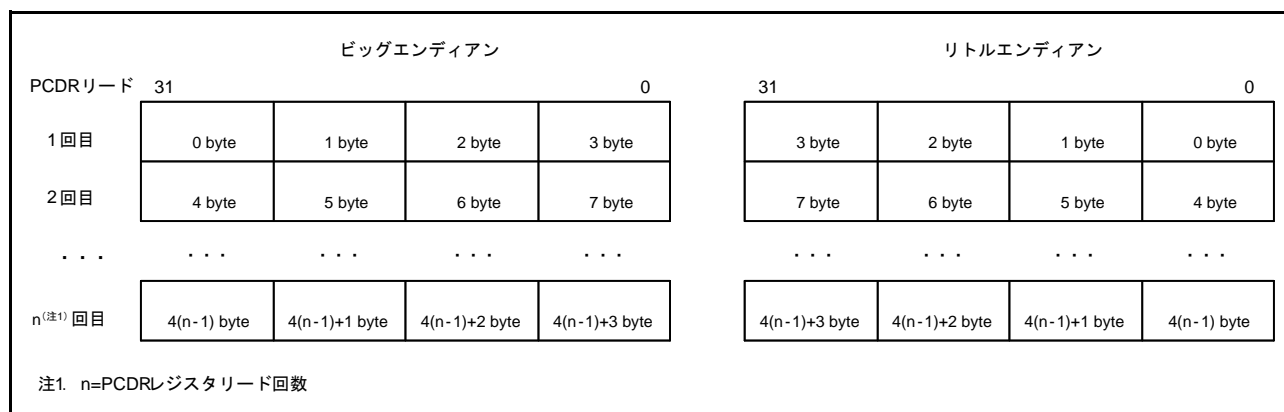 ビッグエンディアン リトルエンディアン
PCDRリード 31 0 31 0
1回目 0 byte 1 byte 2 byte 3 byte 3 byte 2 byte 1 byte 0 byte
2回目 4 byte 5 byte 6 byte 7 byte 7 byte 6 byte 5 byte 4 byte
・・・ ・・・ ・・・ ・・・ ・・・ ・・・ ・・・ ・・・ ・・・
n(注1)回目 4(n-1) byte 4(n-1)+1 byte 4(n-1)+2 byte 4(n-1)+3 byte 4(n-1)+3 byte 4(n-1)+2 byte 4(n-1)+1 byte 4(n-1) byte
注1. n=PCDRレジスタリード回数